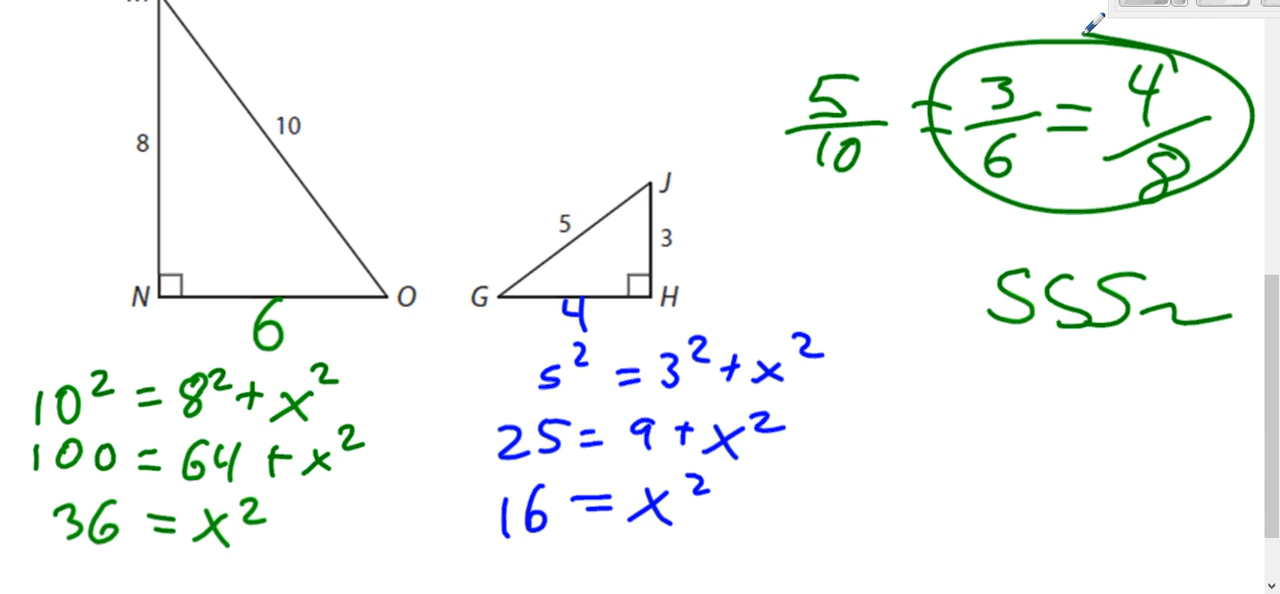 8
10
N
O
6
5
J
3
G
H
4
5/10 = 3/6 = 4/8
SSS~
10² = 8² + x²
100 = 64 + x²
36 = x²
5² = 3² + x²
25 = 9 + x²
16 = x²